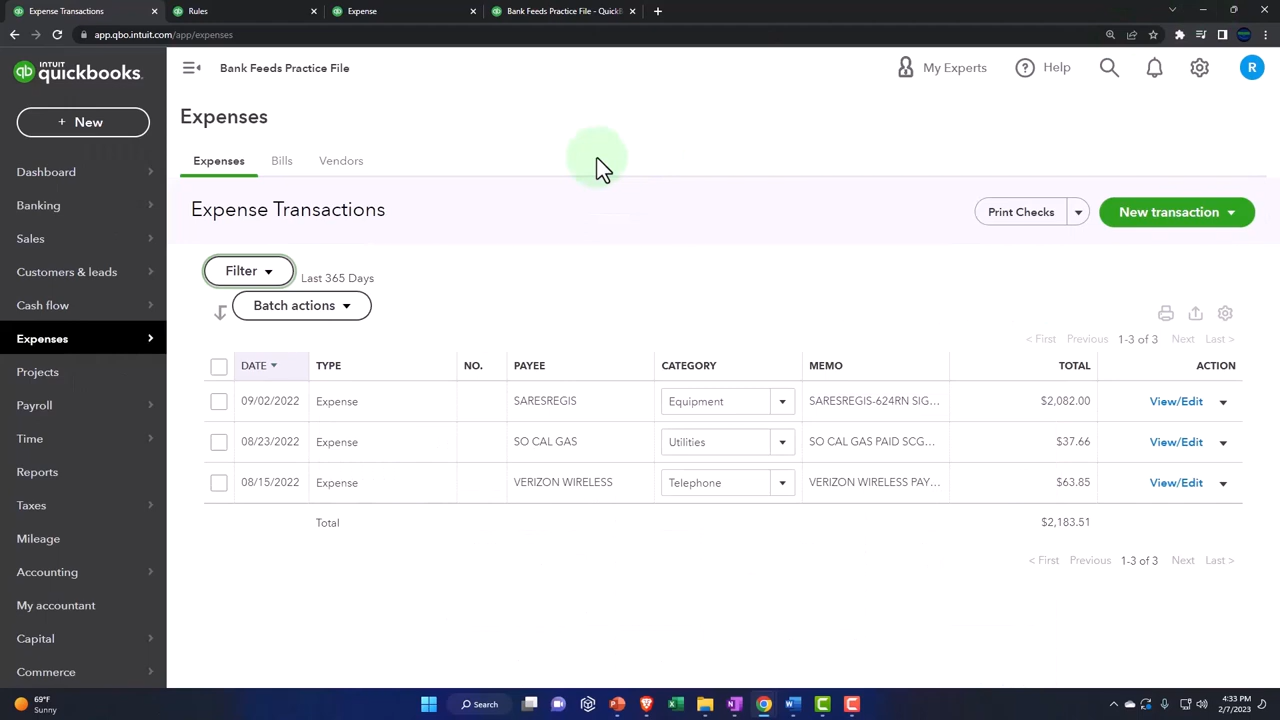 Expense Transactions
Rules
Expense
Bank Feeds Practice File - Quick
app.qbo.intuit.com/app/expenses
INTUIT
quickbooks.
Bank Feeds Practice File
My Experts
Help
R
+ New
Expenses
Expenses
Bills
Vendors
Expense Transactions
Print Checks
New transaction
Dashboard
Banking
Sales
Customers & leads
Cash flow
Expenses
Projects
Payroll
Time
Reports
Taxes
Mileage
Accounting
My accountant
Capital
Commerce
Filter
Last 365 Days
Batch actions
< First Previous 1-3 of 3 Next Last >
DATE TYPE NO. PAYEE CATEGORY MEMO TOTAL ACTION
09/02/2022 Expense SARESREGIS Equipment SARESREGIS-624RN SIG... $2,082.00 View/Edit
08/23/2022 Expense SO CAL GAS Utilities SO CAL GAS PAID SCG... $37.66 View/Edit
08/15/2022 Expense VERIZON WIRELESS Telephone VERIZON WIRELESS PAY... $63.85 View/Edit
Total $2,183.51
< First Previous 1-3 of 3 Next Last >
69°F
Sunny
Search
4:33 PM
2/7/2023